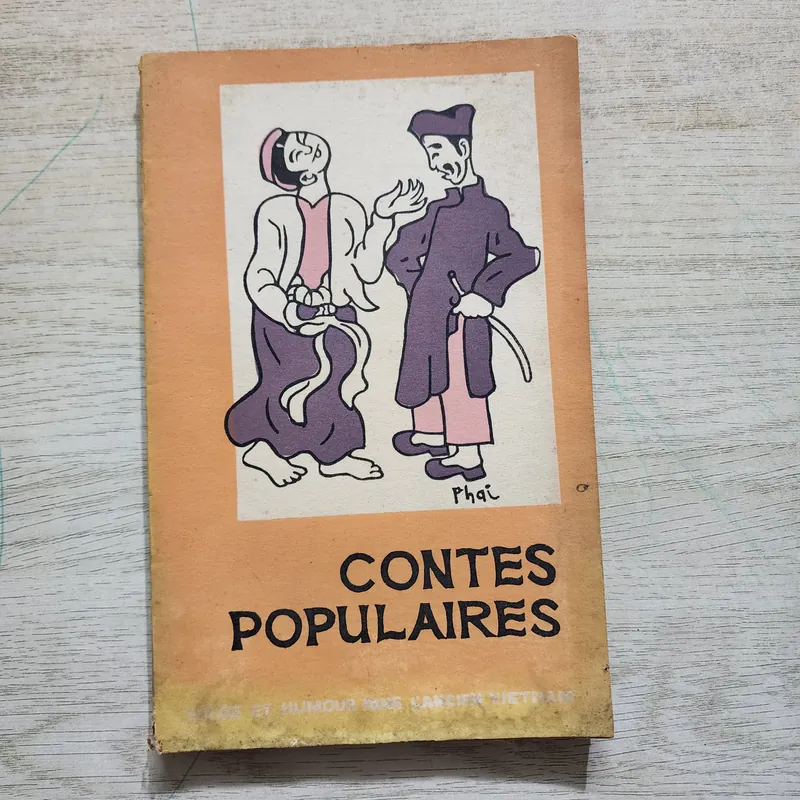 Phai
CONTES
POPULAIRES
ET HUMOUR DANS L'ANCIEN VIETNAM